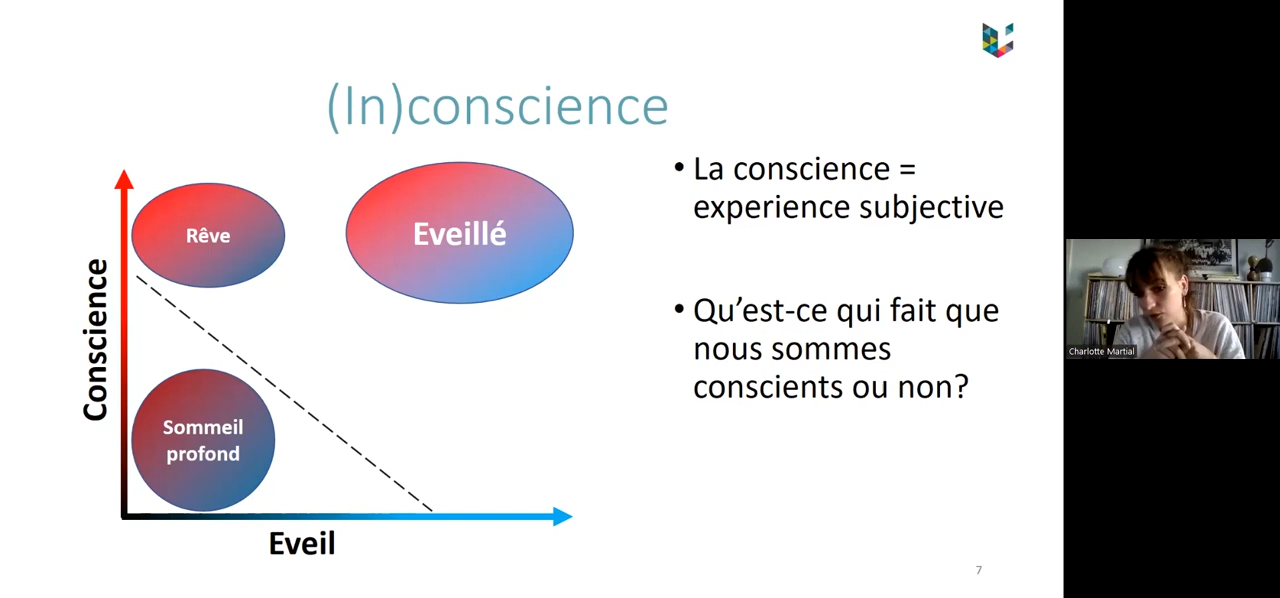 (In)conscience
Conscience
Rêve
Eveillé
Sommeil
profond
Eveil
• La conscience =
experience subjective
• Qu’est-ce qui fait que
nous sommes
conscients ou non?
7
Charlotte Martial